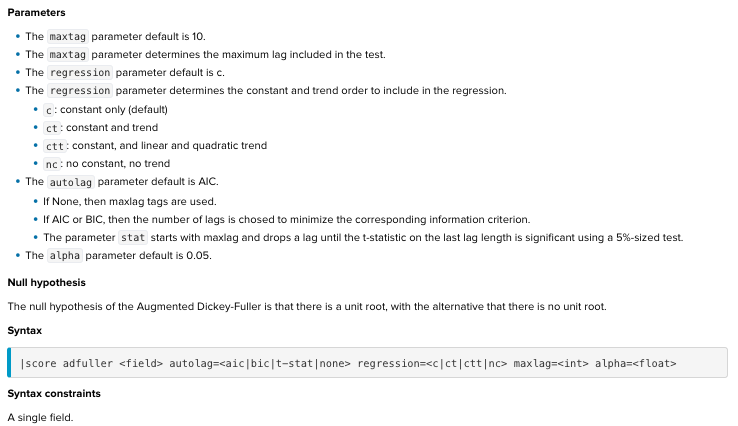 Parameters
The maxtag parameter default is 10.
The maxtag parameter determines the maximum lag included in the test.
The regression parameter default is c.
The regression parameter determines the constant and trend order to include in the regression.
c: constant only (default)
ct: constant and trend
ctt: constant, and linear and quadratic trend
nc: no constant, no trend
The autolag parameter default is AIC.
If None, then maxlag tags are used.
If AIC or BIC, then the number of lags is chosed to minimize the corresponding information criterion.
The parameter stat starts with maxlag and drops a lag until the t-statistic on the last lag length is significant using a 5%-sized test.
The alpha parameter default is 0.05.
Null hypothesis
The null hypothesis of the Augmented Dickey-Fuller is that there is a unit root, with the alternative that there is no unit root.
Syntax
|score adfuller <field> autolag=<aic|bic|t-stat|none> regression=<c|ct|ctt|nc> maxlag=<int> alpha=<float>
Syntax constraints
A single field.